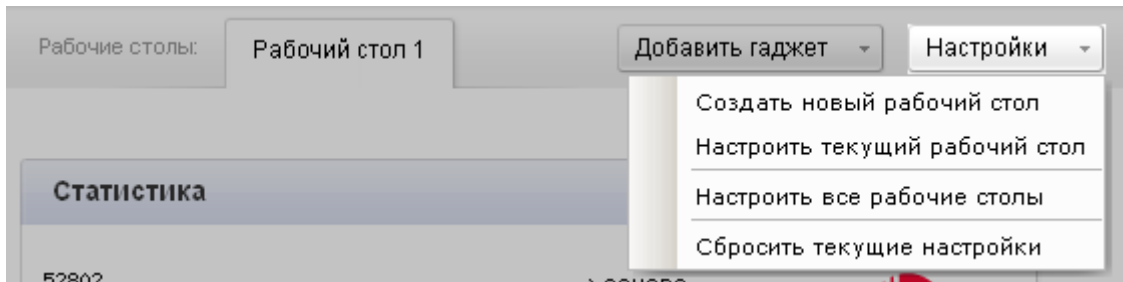 Рабочие столы: Рабочий стол 1 Добавить гаджет Настройки
Создать новый рабочий стол
Настроить текущий рабочий стол
Статистика
Настроить все рабочие столы
Сбросить текущие настройки
52802